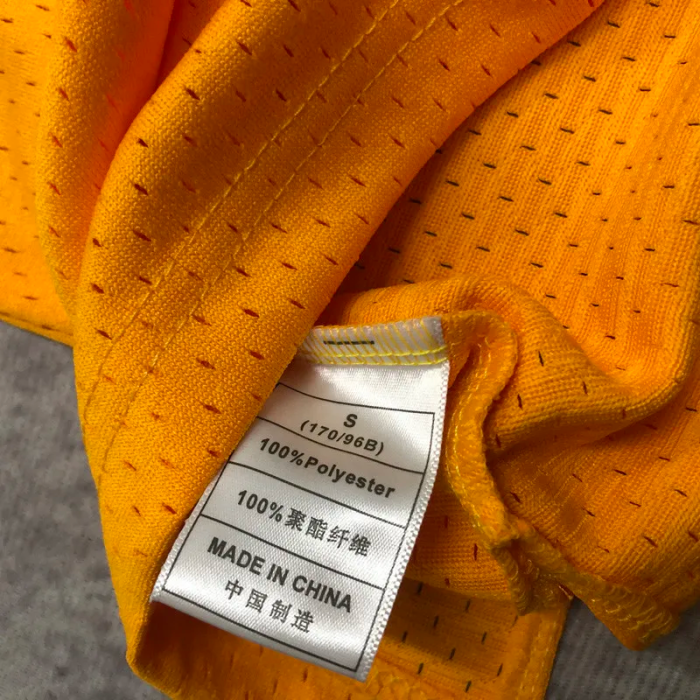 S
(170/96B)
100%Polyester
100%聚酯纤维
MADE IN CHINA
中国制造